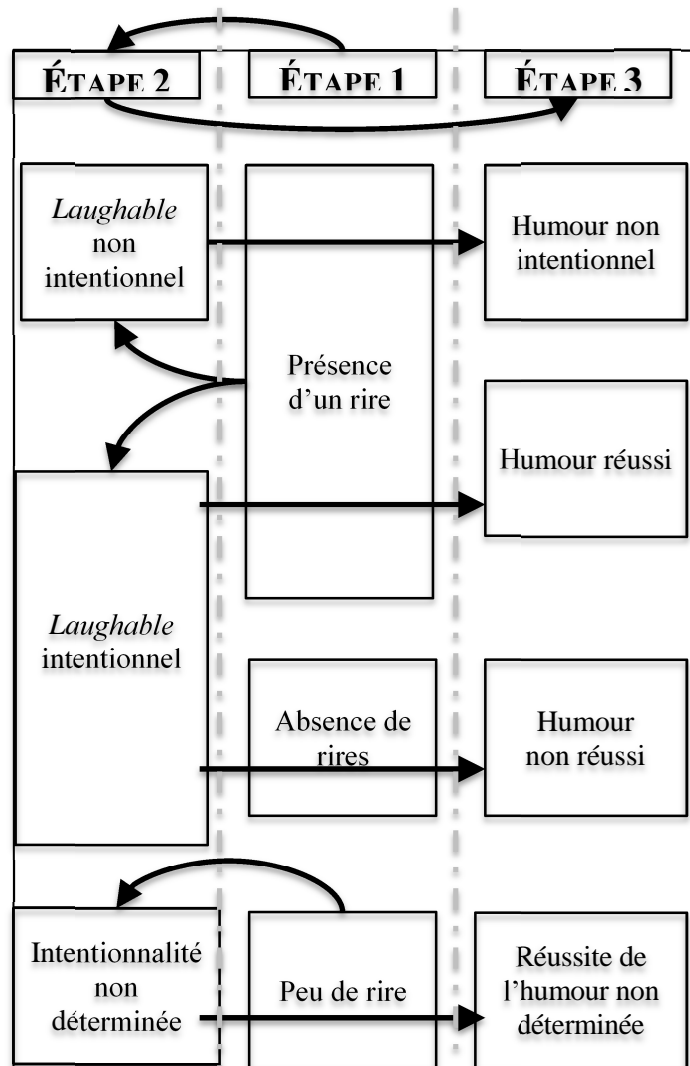 ÉTAPE 2
ÉTAPE 1
ÉTAPE 3
Laughable
non
intentionnel
Présence
d'un rire
Humour non
intentionnel
Humour réussi
Laughable
intentionnel
Absence de
rires
Humour
non réussi
Intentionnalité
non
déterminée
Peu de rire
Réussite de
l'humour non
déterminée